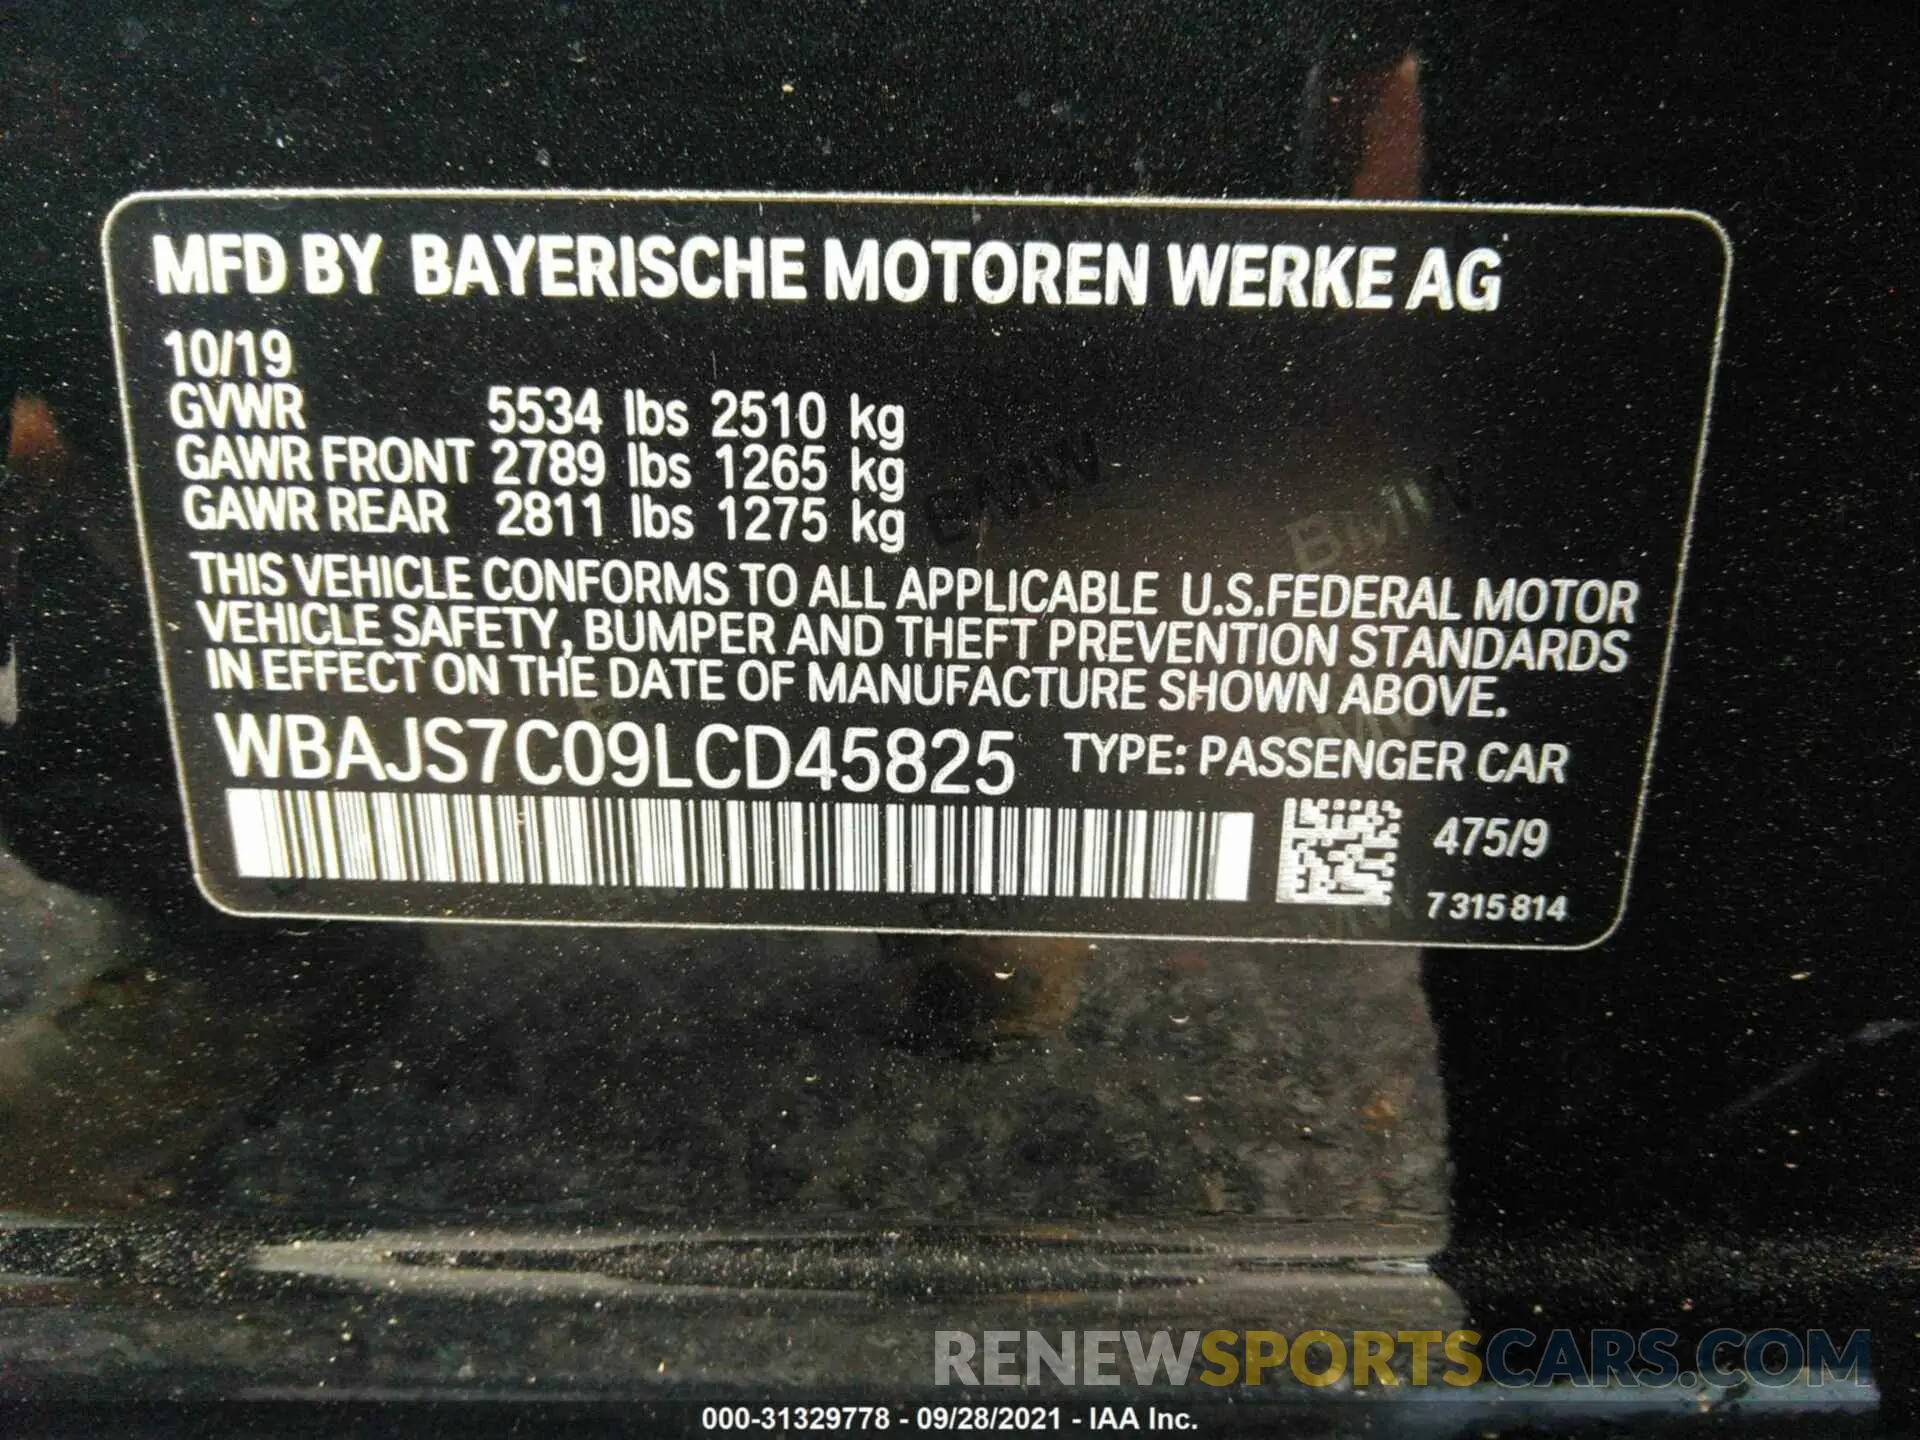 MFD BY BAYERISCHE MOTOREN WERKE AG
10/19
GVWR 5534 lbs 2510 kg
GAWR FRONT 2789 lbs 1265 kg
GAWR REAR 2811 lbs 1275 kg
THIS VEHICLE CONFORMS TO ALL APPLICABLE U.S.FEDERAL MOTOR
VEHICLE SAFETY, BUMPER AND THEFT PREVENTION STANDARDS
IN EFFECT ON THE DATE OF MANUFACTURE SHOWN ABOVE.
WBAJS7C09LCD45825 TYPE: PASSENGER CAR
475/9
7 315 814
BMW
BMW
RENEWSPORTSCARS.COM
000-31329778 - 09/28/2021 - IAA Inc.